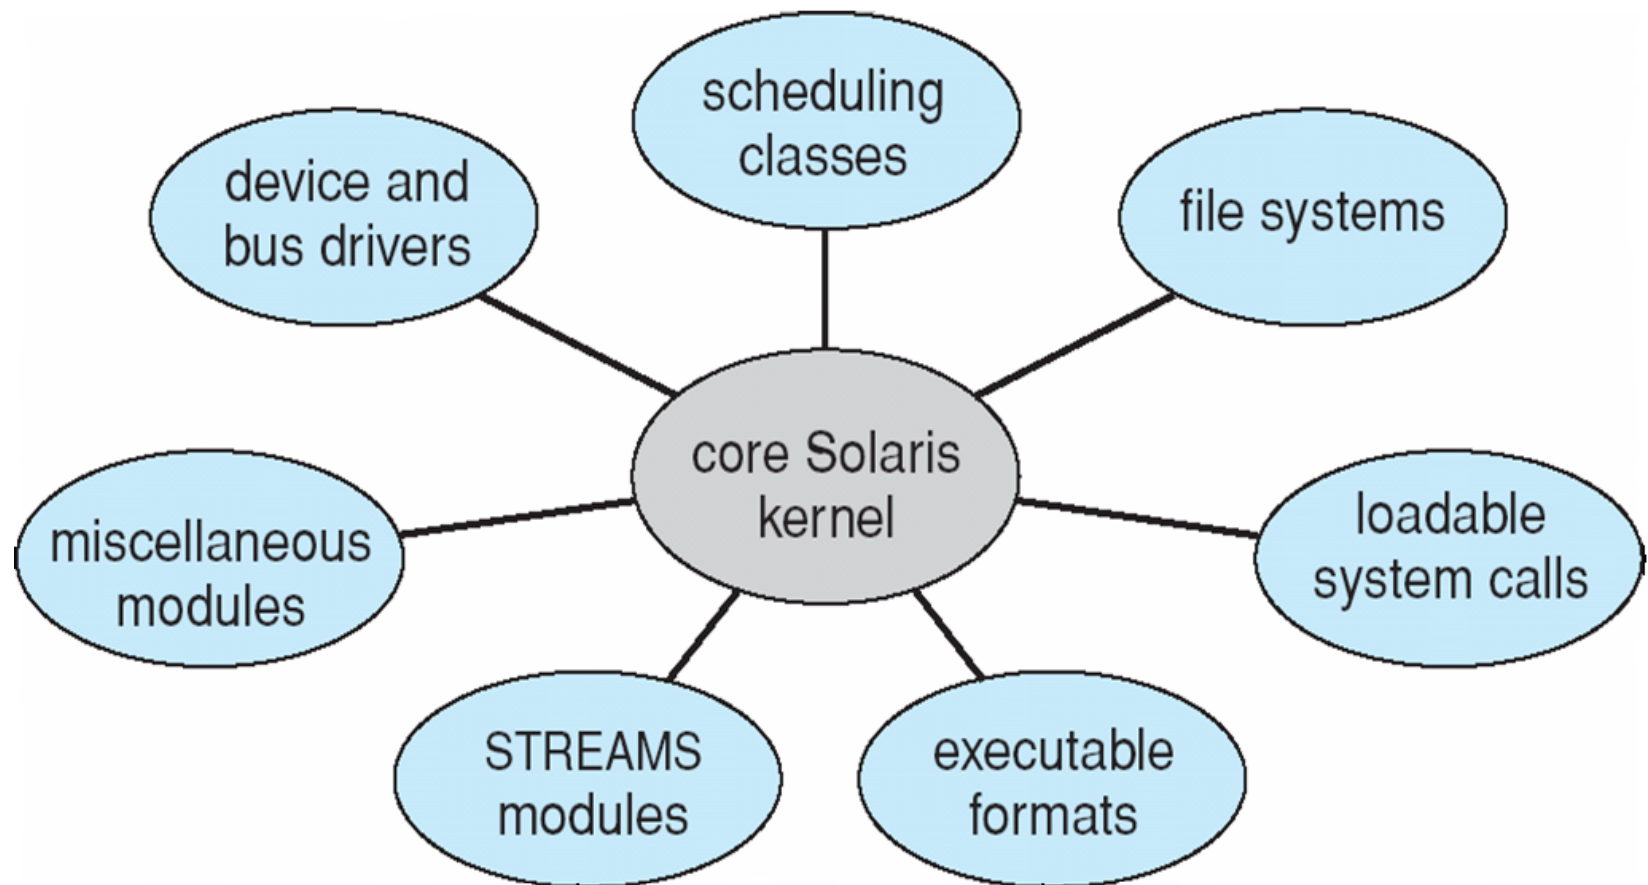 scheduling
classes
device and
bus drivers
file systems
core Solaris
kernel
miscellaneous
modules
loadable
system calls
STREAMS
modules
executable
formats